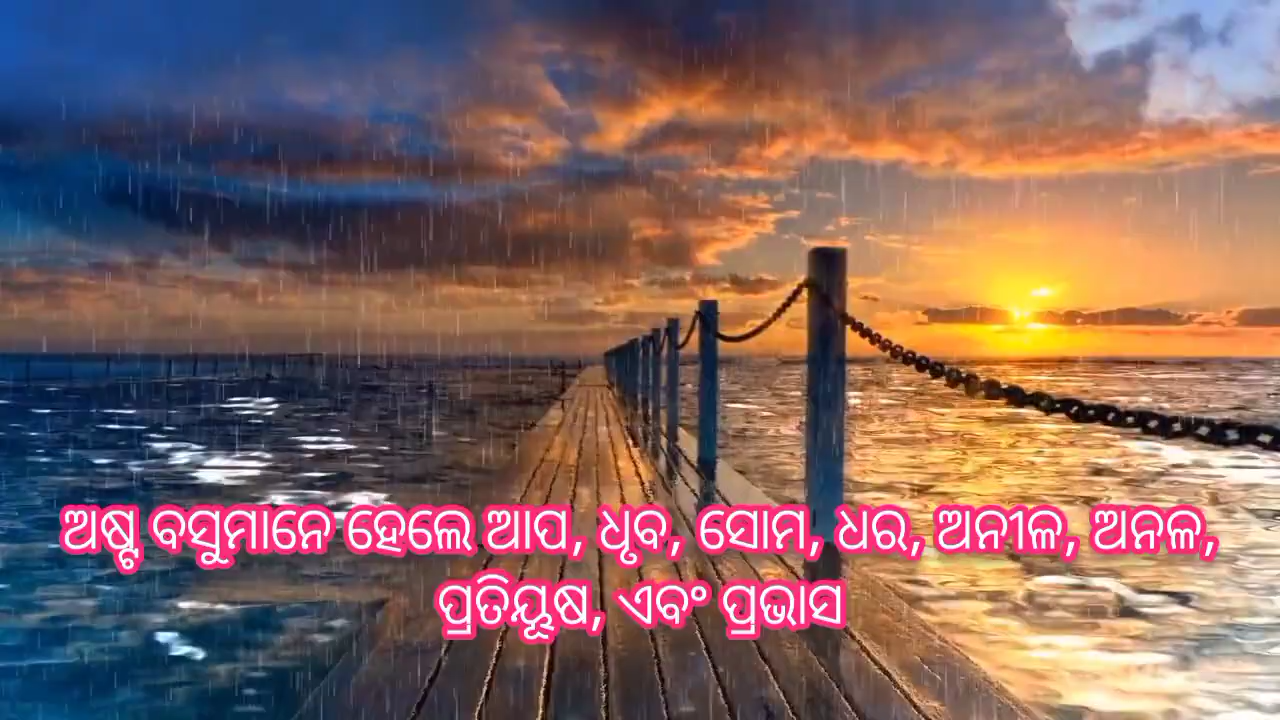 ଅଷ୍ଟ ବସୁମାନେ ହେଲେ ଆପ, ଧୃବ, ସୋମ, ଧର, ଅନୀଳ, ଅନଳ,
ପ୍ରତିୟୂଷ, ଏବଂ ପ୍ରଭାସ